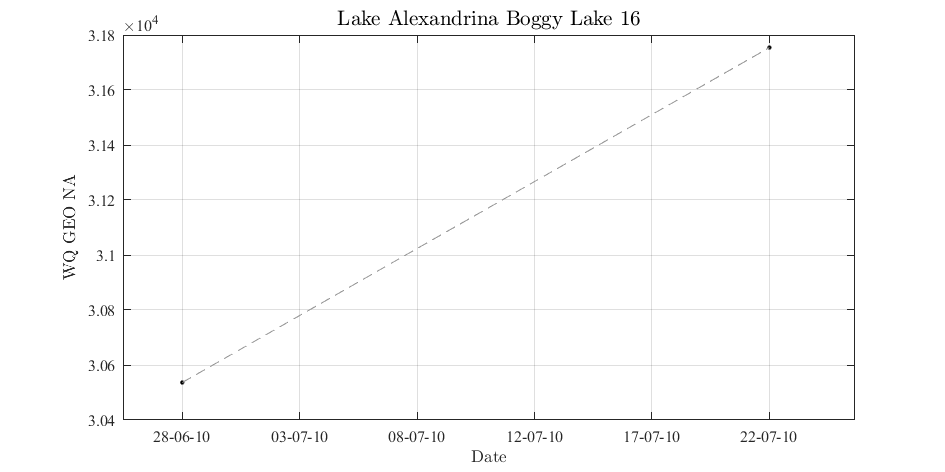 Lake Alexandrina Boggy Lake 16
×10⁴
3.18
3.16
3.14
3.12
3.1
3.08
3.06
3.04
WQ GEO NA
28-06-10 03-07-10 08-07-10 12-07-10 17-07-10 22-07-10
Date